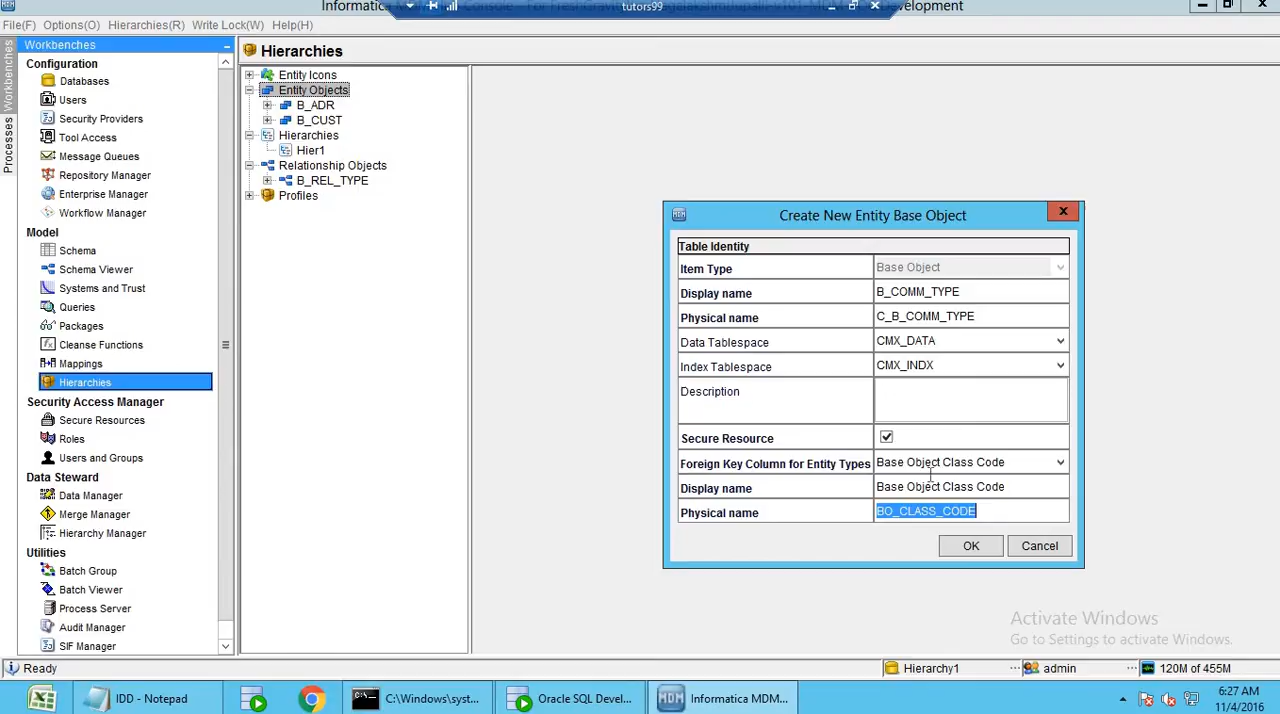 Informatica MDM
Console - For Fresh
tutors99
Development
File(F) Options(O) Hierarchies(R) Write Lock(W) Help(H)
Workbenches
Processes
Workbenches
Configuration
Databases
Users
Security Providers
Tool Access
Message Queues
Repository Manager
Enterprise Manager
Workflow Manager
Model
Schema
Schema Viewer
Systems and Trust
Queries
Packages
Cleanse Functions
Mappings
Hierarchies
Security Access Manager
Secure Resources
Roles
Users and Groups
Data Steward
Data Manager
Merge Manager
Hierarchy Manager
Utilities
Batch Group
Batch Viewer
Process Server
Audit Manager
SIF Manager
Hierarchies
Entity Icons
Entity Objects
B_ADR
B_CUST
Hierarchies
Hier1
Relationship Objects
B_REL_TYPE
Profiles
MDM
Create New Entity Base Object
Table Identity
Item Type Base Object
Display name B_COMM_TYPE
Physical name C_B_COMM_TYPE
Data Tablespace CMX_DATA
Index Tablespace CMX_INDX
Description
Secure Resource
Foreign Key Column for Entity Types Base Object Class Code
Display name Base Object Class Code
Physical name BO_CLASS_CODE
OK Cancel
Activate Windows
Go to Settings to activate Windows.
Ready
Hierarchy1
admin
120M of 455M
IDD - Notepad
C:\Windows\syst...
Oracle SQL Devel...
MDM
Informatica MDM...
6:27 AM
11/4/2016